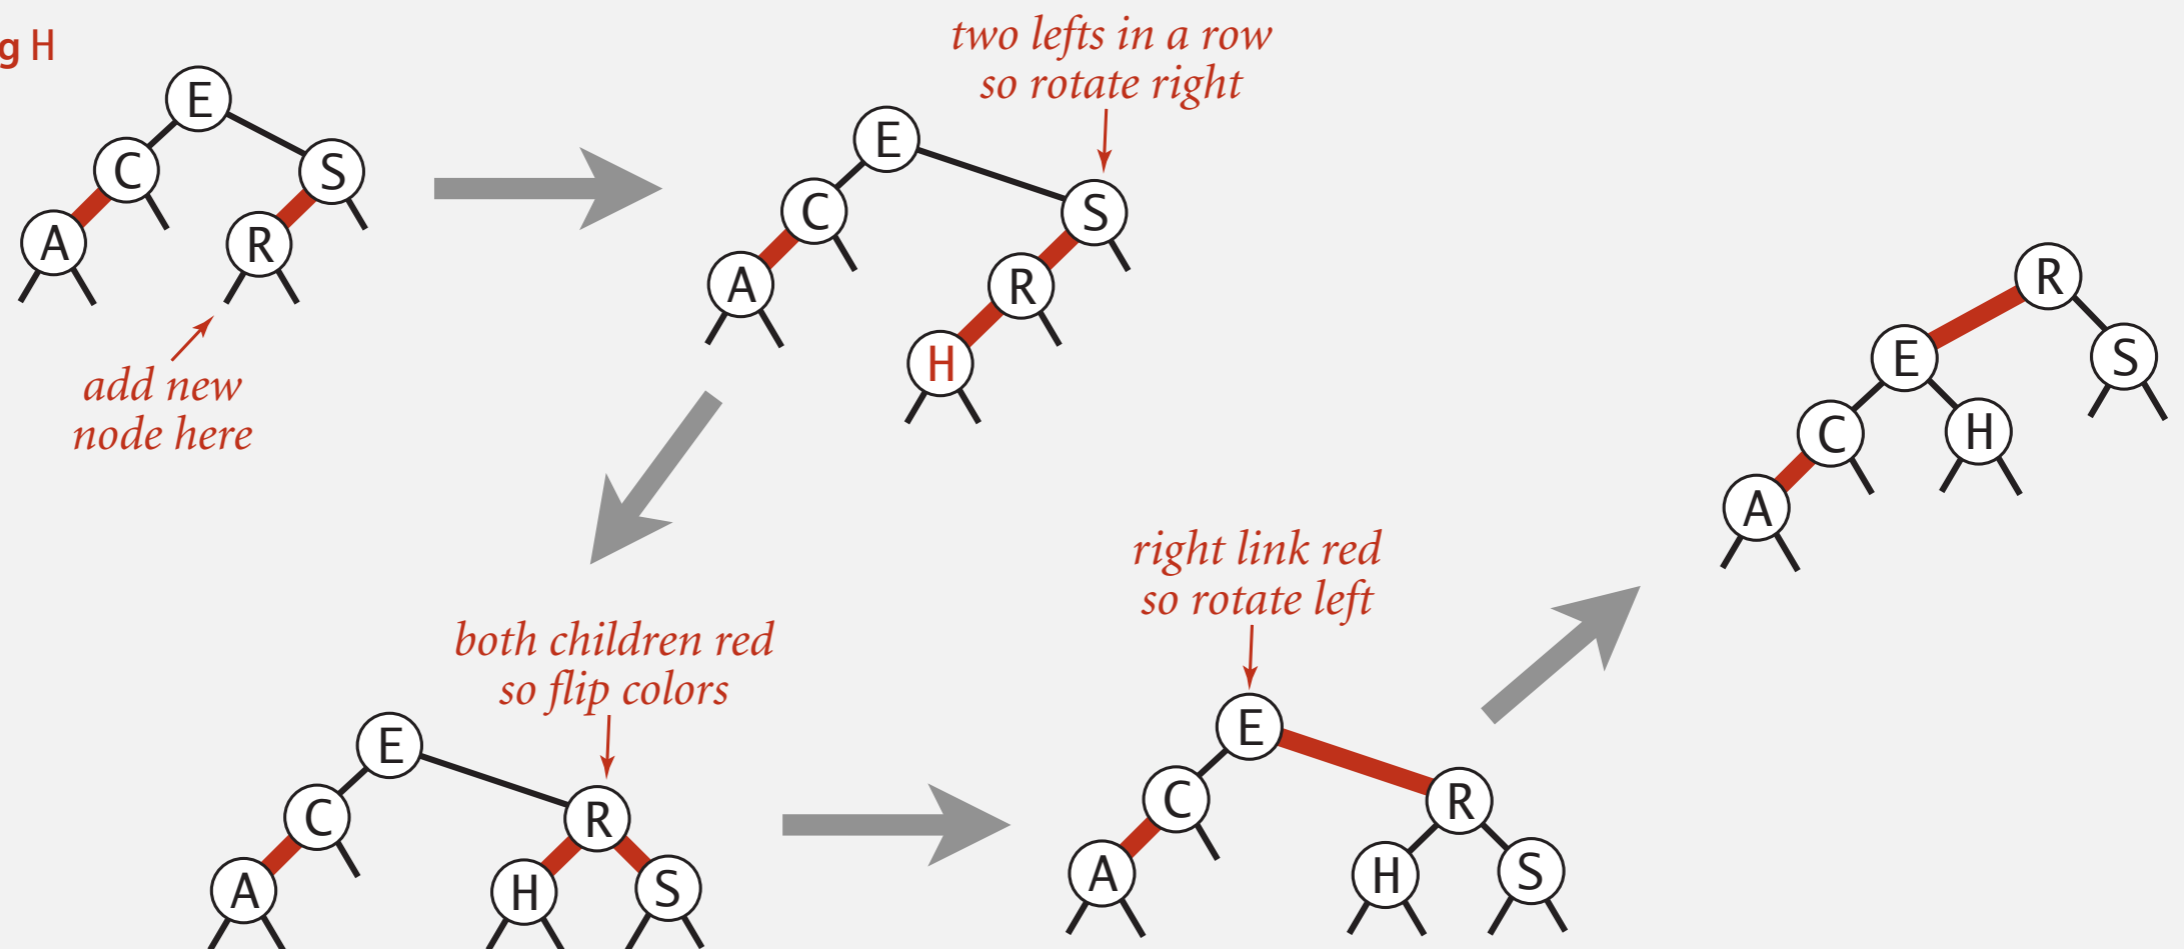 g H
E
C
S
A
R
add new
node here
two lefts in a row
so rotate right
E
C
S
A
R
H
both children red
so flip colors
E
C
R
A
H
S
right link red
so rotate left
E
C
R
A
H
S
R
E
S
C
H
A